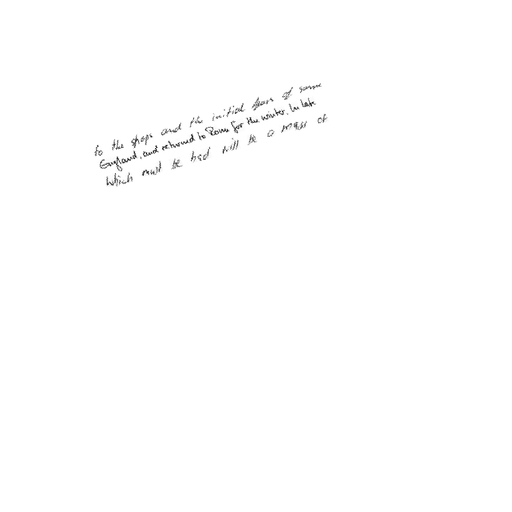 to the shops and the initial fears of some
England, and returned to Rome for the winter. In late
which must be had will be a mass of